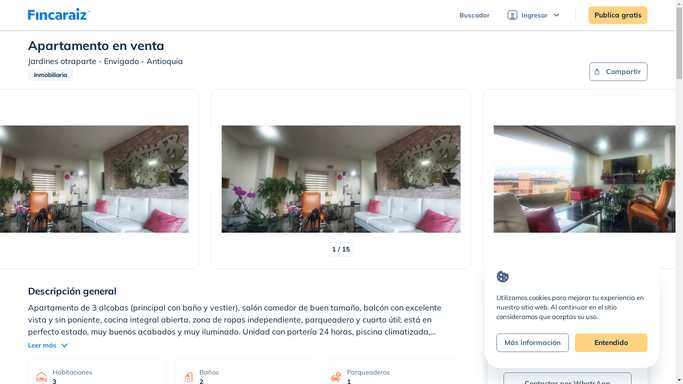 Fincaraiz
Buscador
Ingresar
Publica gratis
Apartamento en venta
Jardines otraparte - Envigado - Antioquia
Inmobiliaria
Compartir
1 / 15
Descripción general
Apartamento de 3 alcobas (principal con baño y vestier), salón comedor de buen tamaño, balcón con excelente
vista y sin poniente, cocina integral abierta, zona de ropas independiente, parqueadero y cuarto útil; está en
perfecto estado, muy buenos acabados y muy iluminado. Unidad con portería 24 horas, piscina climatizada,...
Leer más
Habitaciones
3
Baños
2
Parqueaderos
1
Utilizamos cookies para mejorar tu experiencia en
nuestro sitio web. Al continuar en el sitio
consideramos que aceptas su uso.
Más información
Entendido
Contactar por WhatsApp